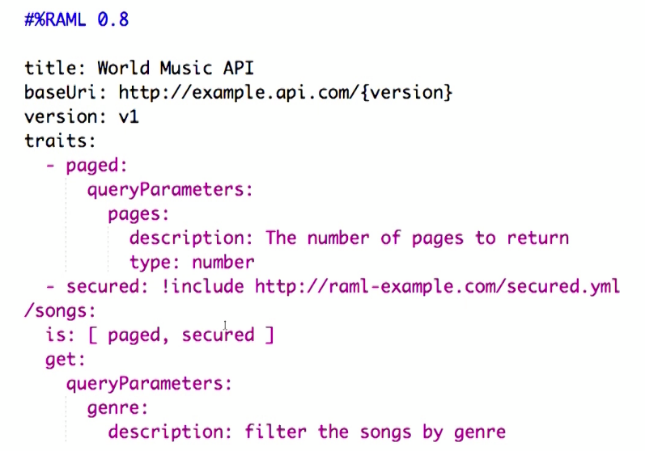 #%RAML 0.8
title: World Music API
baseUri: http://example.api.com/{version}
version: v1
traits:
- paged:
queryParameters:
pages:
description: The number of pages to return
type: number
- secured: !include http://raml-example.com/secured.yml
/songs:
is: [ paged, secured ]
get:
queryParameters:
genre:
description: filter the songs by genre